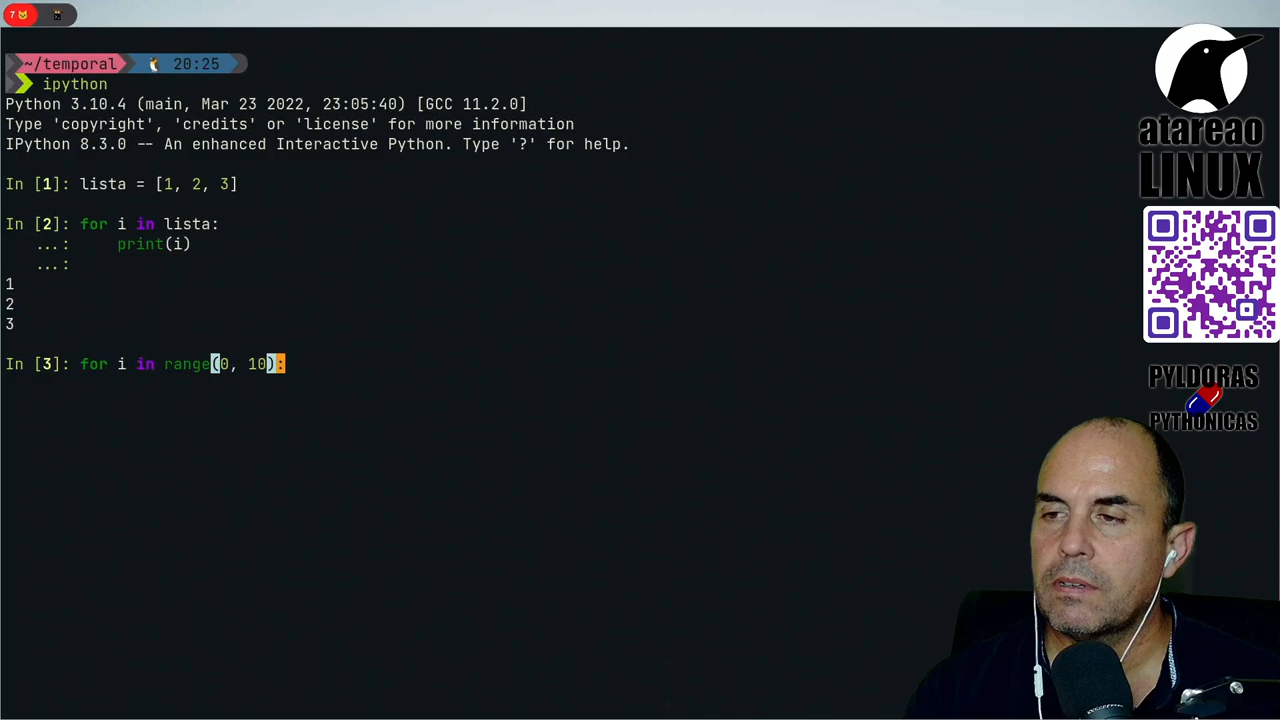 7
~/temporal 20:25
ipython
Python 3.10.4 (main, Mar 23 2022, 23:05:40) [GCC 11.2.0]
Type 'copyright', 'credits' or 'license' for more information
IPython 8.3.0 -- An enhanced Interactive Python. Type '?' for help.
In [1]: lista = [1, 2, 3]
In [2]: for i in lista:
...: print(i)
...:
1
2
3
In [3]: for i in range(0, 10):
atareao
LINUX
PYLDORAS
PYTHONICAS